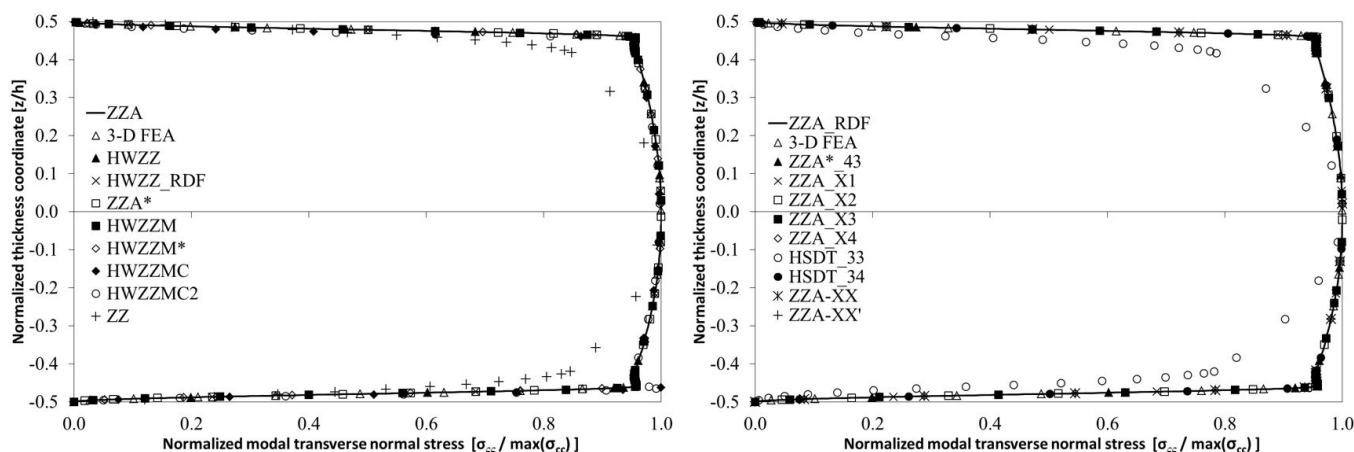 0.5
0.4
0.3
0.2
0.1
0.0
-0.1
-0.2
-0.3
-0.4
-0.5
Normalized thickness coordinate [z/h]
ZZA
3-D FEA
HWZZ
HWZZ_RDF
ZZA*
HWZZM
HWZZM*
HWZZMC
HWZZMC2
ZZ
0.0 0.2 0.4 0.6 0.8 1.0
Normalized modal transverse normal stress [σςς / max(σςς) ]
0.5
0.4
0.3
0.2
0.1
0.0
-0.1
-0.2
-0.3
-0.4
-0.5
Normalized thickness coordinate [z/h]
ZZA_RDF
3-D FEA
ZZA*_43
ZZA_X1
ZZA_X2
ZZA_X3
ZZA_X4
HSDT_33
HSDT_34
ZZA-XX
ZZA-XX'
0.0 0.2 0.4 0.6 0.8 1.0
Normalized modal transverse normal stress [σςς / max(σςς) ]